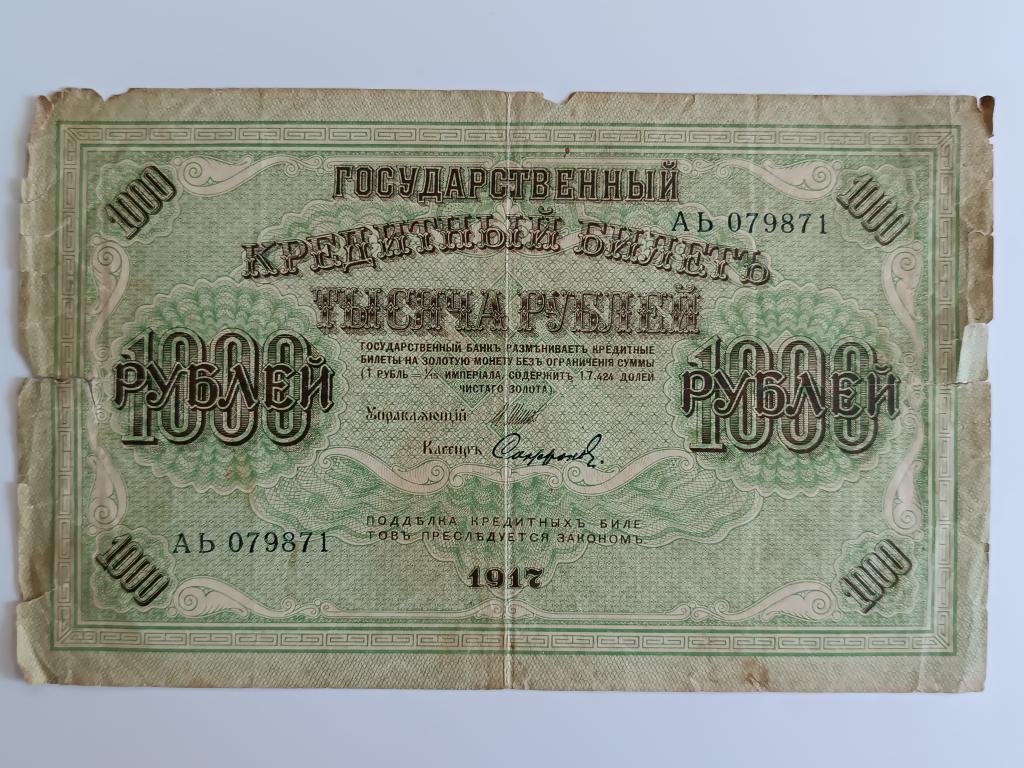 1000
1000
ГОСУДАРСТВЕННЫЙ
АЬ 079871
КРЕДИТНЫЙ БИЛЕТЪ
ТЫСЯЧА РУБЛЕЙ
ГОСУДАРСТВЕННЫЙ БАНКЪ РАЗМѢНИВАЕТЪ КРЕДИТНЫЕ
БИЛЕТЫ НА ЗОЛОТУЮ МОНЕТУ БЕЗЪ ОГРАНИЧЕНІЯ СУММЫ
(1 РУБЛЬ = 1/15 ИМПЕРІАЛА, СОДЕРЖИТЪ 17,424 ДОЛЕЙ
ЧИСТАГО ЗОЛОТА).
1000
РУБЛЕЙ
1000
РУБЛЕЙ
Управляющій
Кассиръ Сафронов
ПОДДѢЛКА КРЕДИТНЫХЪ БИЛЕ
ТОВЪ ПРЕСЛѢДУЕТСЯ ЗАКОНОМЪ
АЬ 079871
1917
1000
1000